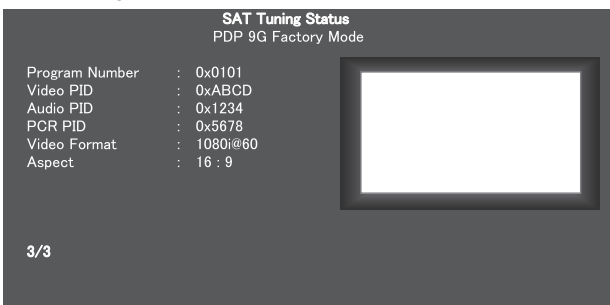 SAT Tuning Status
PDP 9G Factory Mode
Program Number : 0x0101
Video PID : 0xABCD
Audio PID : 0x1234
PCR PID : 0x5678
Video Format : 1080i@60
Aspect : 16 : 9
3/3